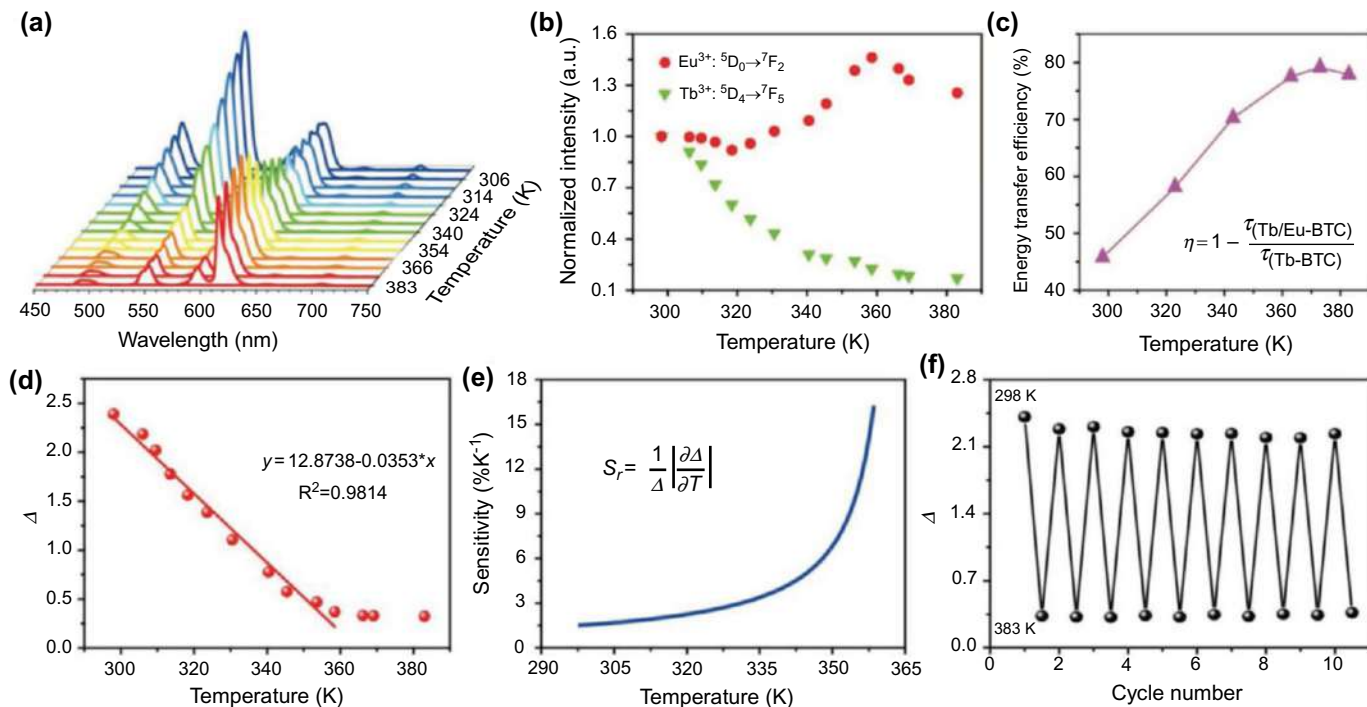 (a)
306
314
324
340
354
366
383
Temperature (K)
450 500 550 600 650 700 750
Wavelength (nm)
(b)
Normalized intensity (a.u.)
1.6
1.3
1.0
0.7
0.4
0.1
Eu³⁺: ⁵D₀→⁷F₂
Tb³⁺: ⁵D₄→⁷F₅
300 320 340 360 380
Temperature (K)
(c)
Energy transfer efficiency (%)
90
80
70
60
50
40
η=1−τ(Tb/Eu-BTC)/τ(Tb-BTC)
300 320 340 360 380
Temperature (K)
(d)
Δ
2.5
2.0
1.5
1.0
0.5
0.0
y=12.8738-0.0353*x
R²=0.9814
300 320 340 360 380
Temperature (K)
(e)
Sensitivity (%K⁻¹)
18
15
12
9
6
3
0
Sᵣ= 1/Δ |∂Δ/∂T|
290 305 320 335 350 365
Temperature (K)
(f)
Δ
2.8
2.1
1.4
0.7
0.0
298 K
383 K
0 2 4 6 8 10
Cycle number